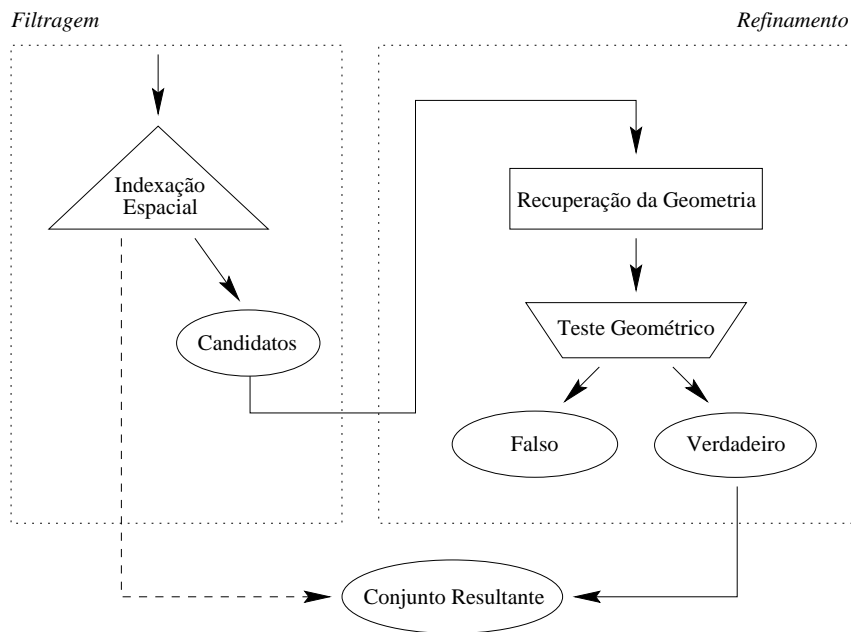 Filtragem
Refinamento
Indexação
Espacial
Recuperação da Geometria
Candidatos
Teste Geométrico
Falso
Verdadeiro
Conjunto Resultante